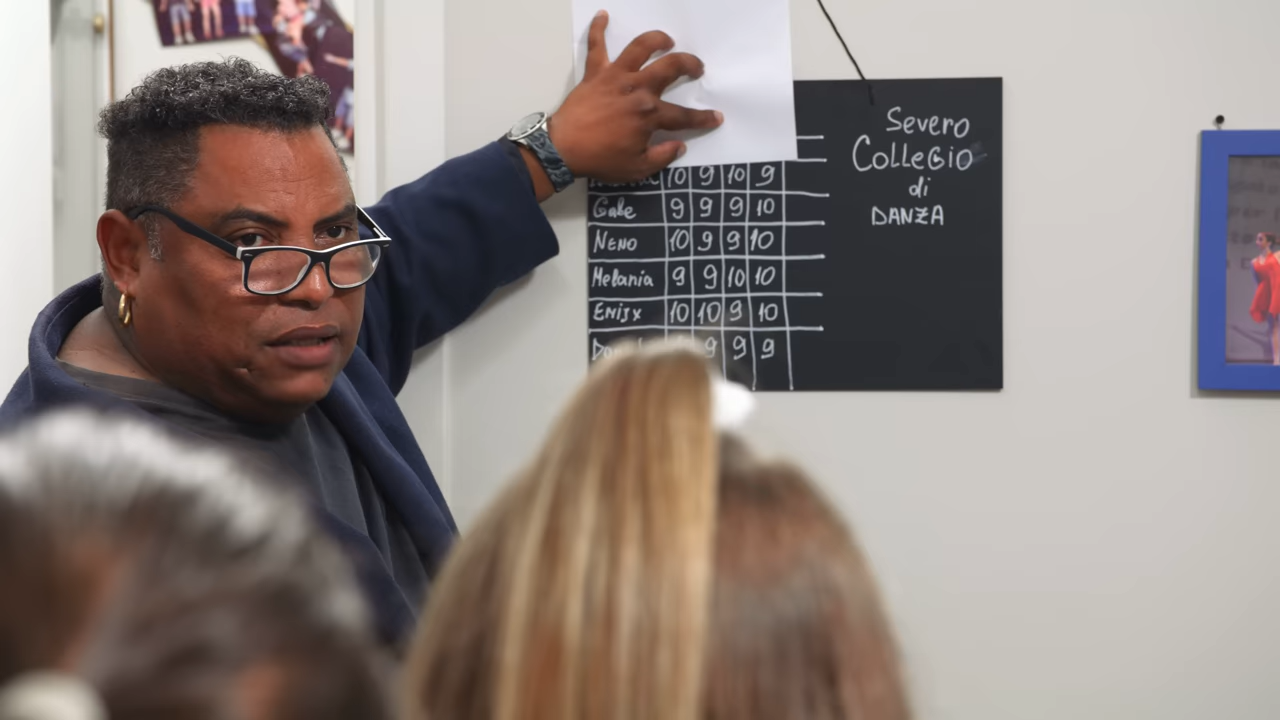 Severo
ColleGio
di
DANZA
10 9 10 9
Gabe 9 9 9 10
NENO 10 9 9 10
Melania 9 9 10 10
ENIJX 10 10 9 10
9 9 9